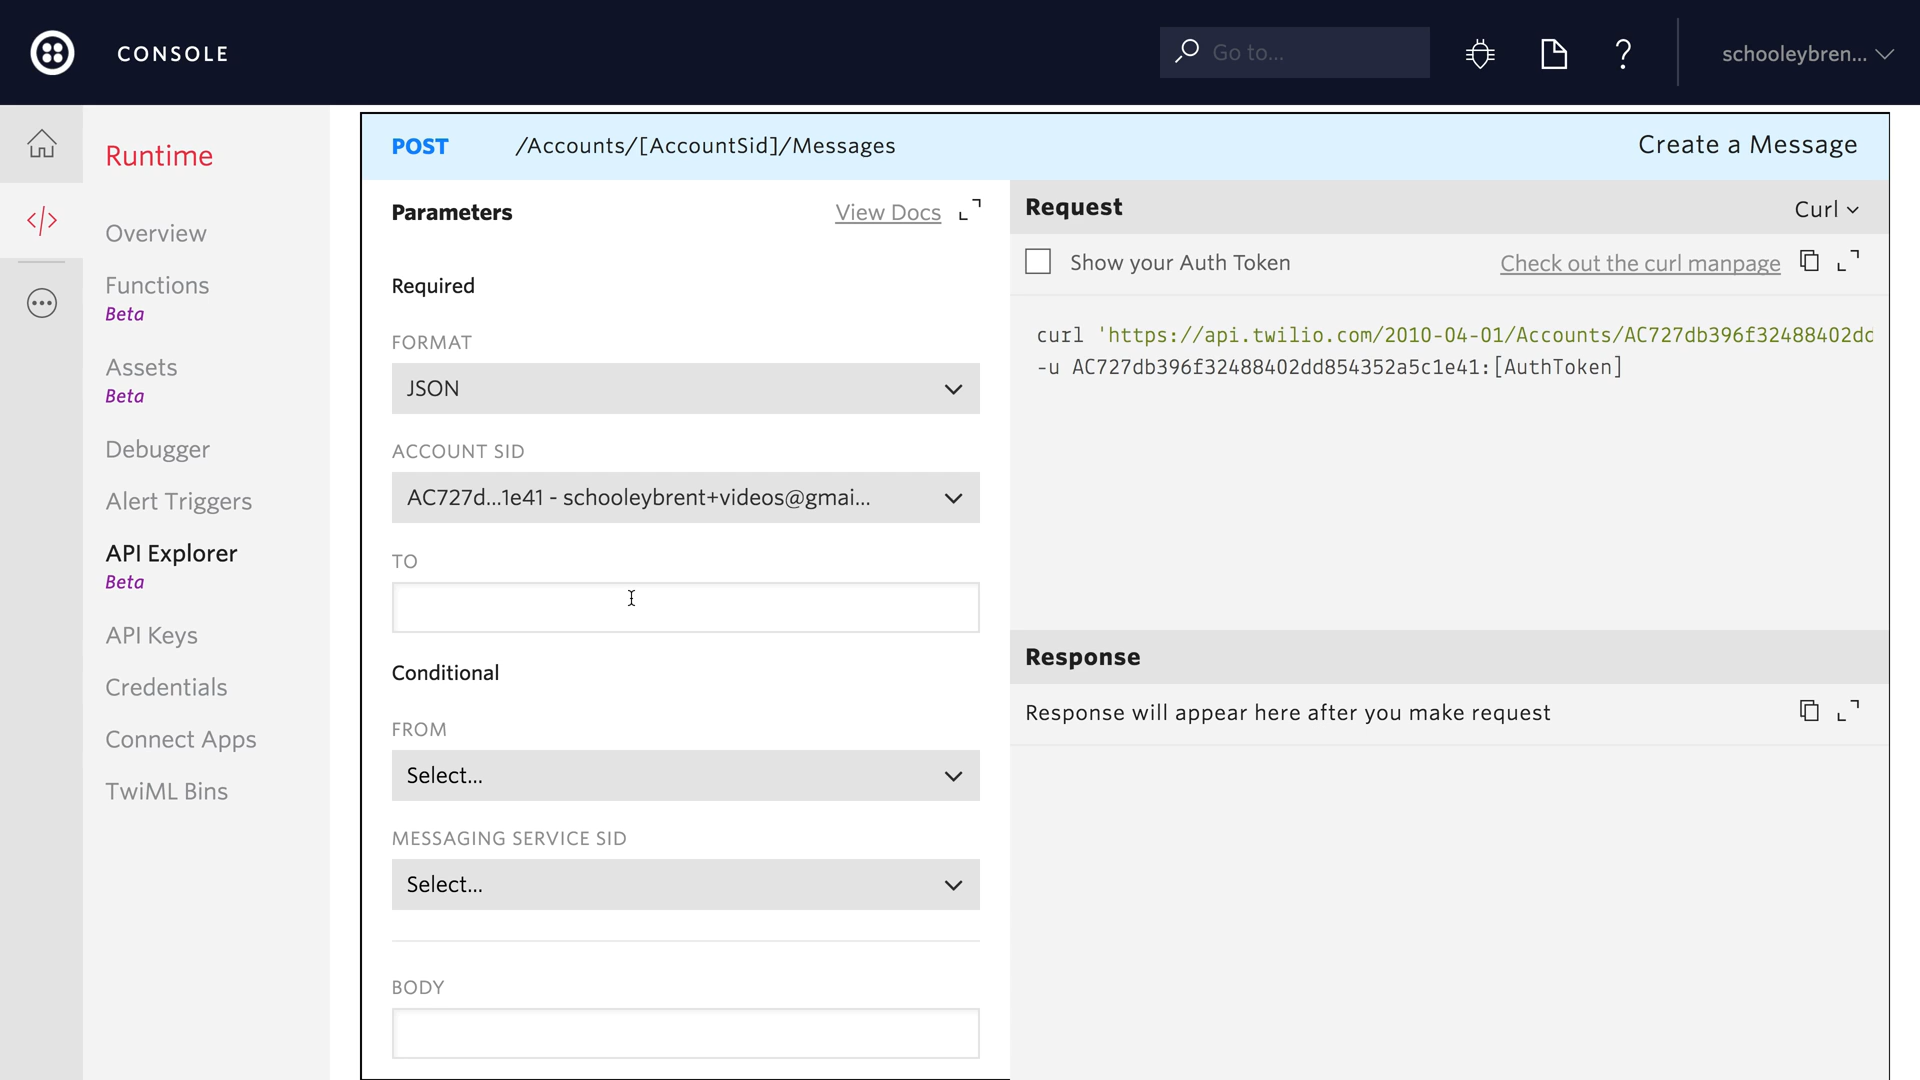 CONSOLE
Go to...
?
schooleybren...
Runtime
Overview
Functions
Beta
Assets
Beta
Debugger
Alert Triggers
API Explorer
Beta
API Keys
Credentials
Connect Apps
TwiML Bins
POST /Accounts/[AccountSid]/Messages Create a Message
Parameters View Docs
Required
FORMAT
JSON
ACCOUNT SID
AC727d...1e41 - schooleybrent+videos@gmai...
TO
Conditional
FROM
Select...
MESSAGING SERVICE SID
Select...
BODY
Request Curl
Show your Auth Token Check out the curl manpage
curl 'https://api.twilio.com/2010-04-01/Accounts/AC727db396f32488402dd
-u AC727db396f32488402dd854352a5c1e41:[AuthToken]
Response
Response will appear here after you make request